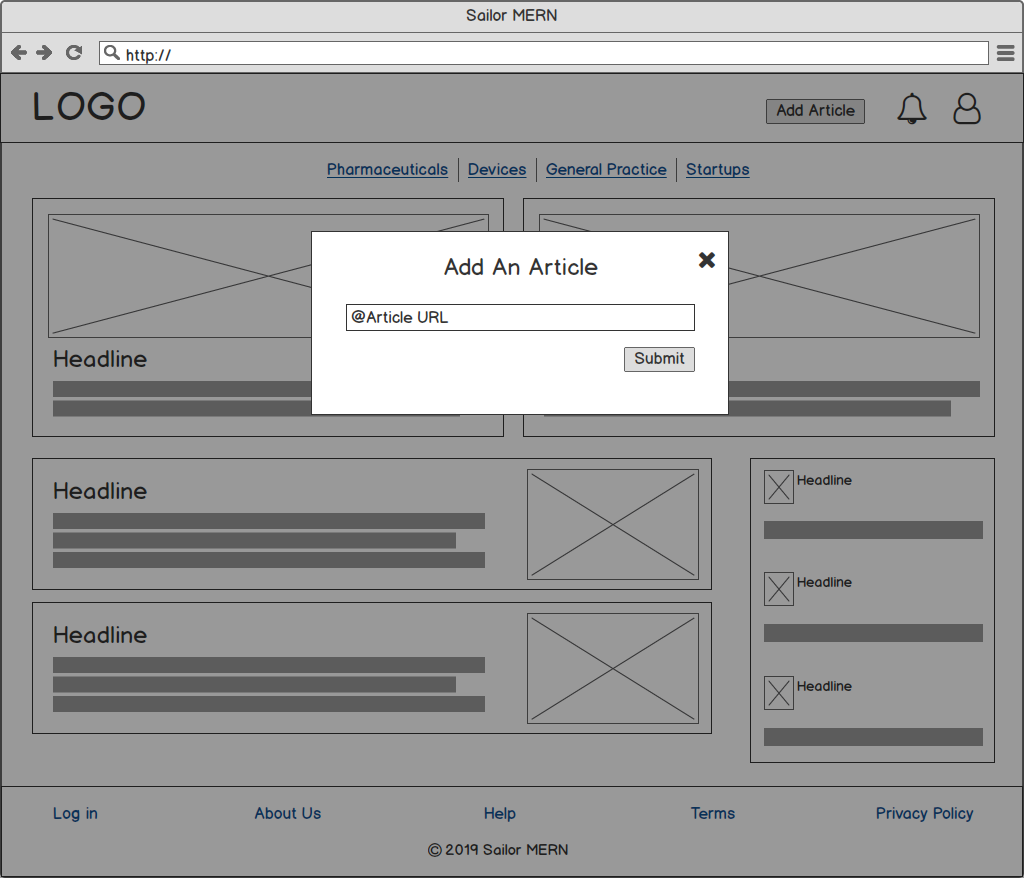 Sailor MERN
http://
LOGO
Add Article
Pharmaceuticals Devices General Practice Startups
Add An Article
@Article URL
Submit
Headline
Headline
Headline
Headline
Headline
Headline
Log in About Us Help Terms Privacy Policy
© 2019 Sailor MERN